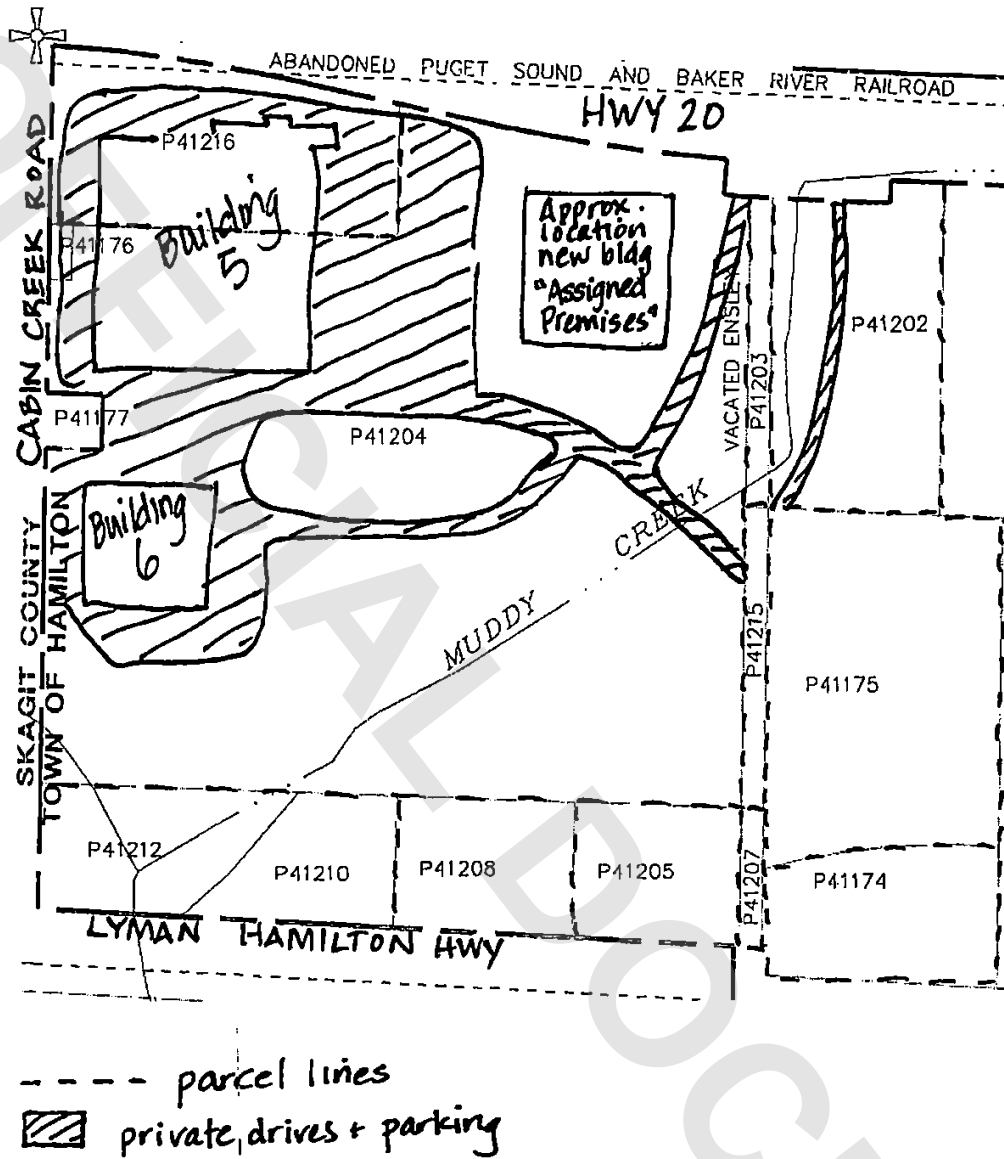 ABANDONED PUGET SOUND AND BAKER RIVER RAILROAD
HWY 20
CABIN CREEK ROAD
P41216
P41176
Building
5
Approx.
location
new bldg
"Assigned
Premises"
VACATED ENSLEY
P41203
P41202
P41177
P41204
Building
6
SKAGIT COUNTY
TOWN OF HAMILTON
MUDDY CREEK
P41215
P41175
P41212
P41210
P41208
P41205
P41207
P41174
LYMAN HAMILTON HWY
parcel lines
private, drives + parking